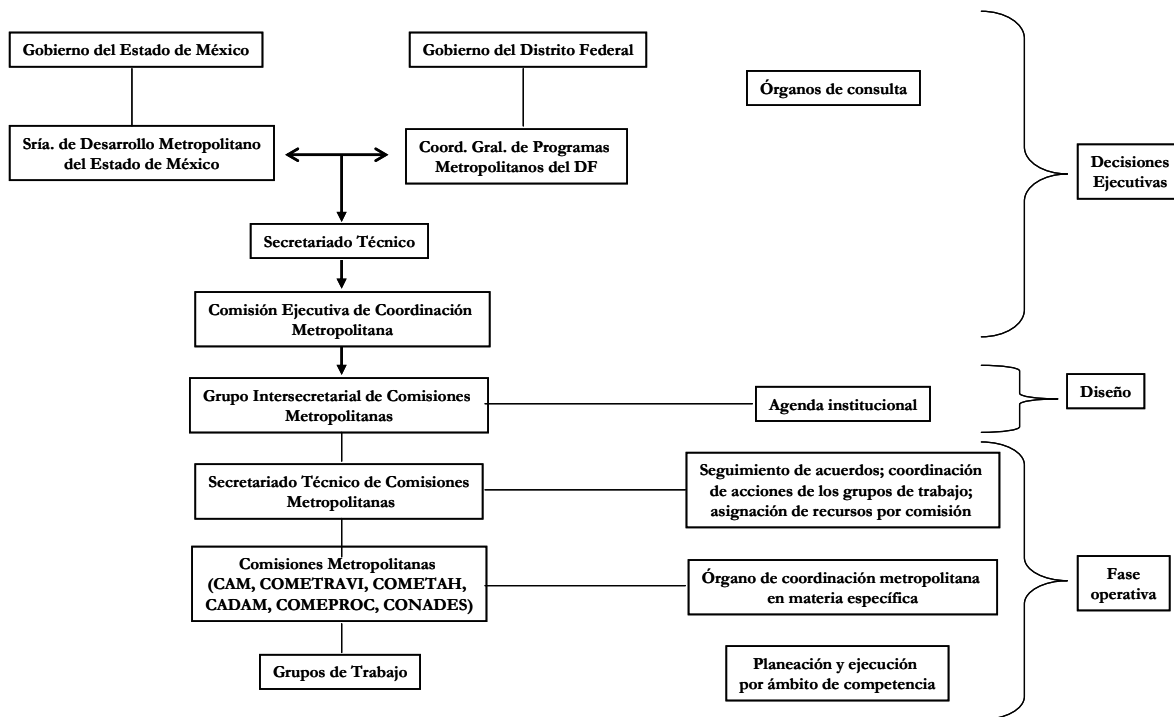 Gobierno del Estado de México
Gobierno del Distrito Federal
Órganos de consulta
Sría. de Desarrollo Metropolitano
del Estado de México
Coord. Gral. de Programas
Metropolitanos del DF
Decisiones
Ejecutivas
Secretariado Técnico
Comisión Ejecutiva de Coordinación
Metropolitana
Grupo Intersecretarial de Comisiones
Metropolitanas
Agenda institucional
Diseño
Secretariado Técnico de Comisiones
Metropolitanas
Seguimiento de acuerdos; coordinación
de acciones de los grupos de trabajo;
asignación de recursos por comisión
Comisiones Metropolitanas
(CAM, COMETRAVI, COMETAH,
CADAM, COMEPROC, CONADES)
Órgano de coordinación metropolitana
en materia específica
Fase
operativa
Grupos de Trabajo
Planeación y ejecución
por ámbito de competencia